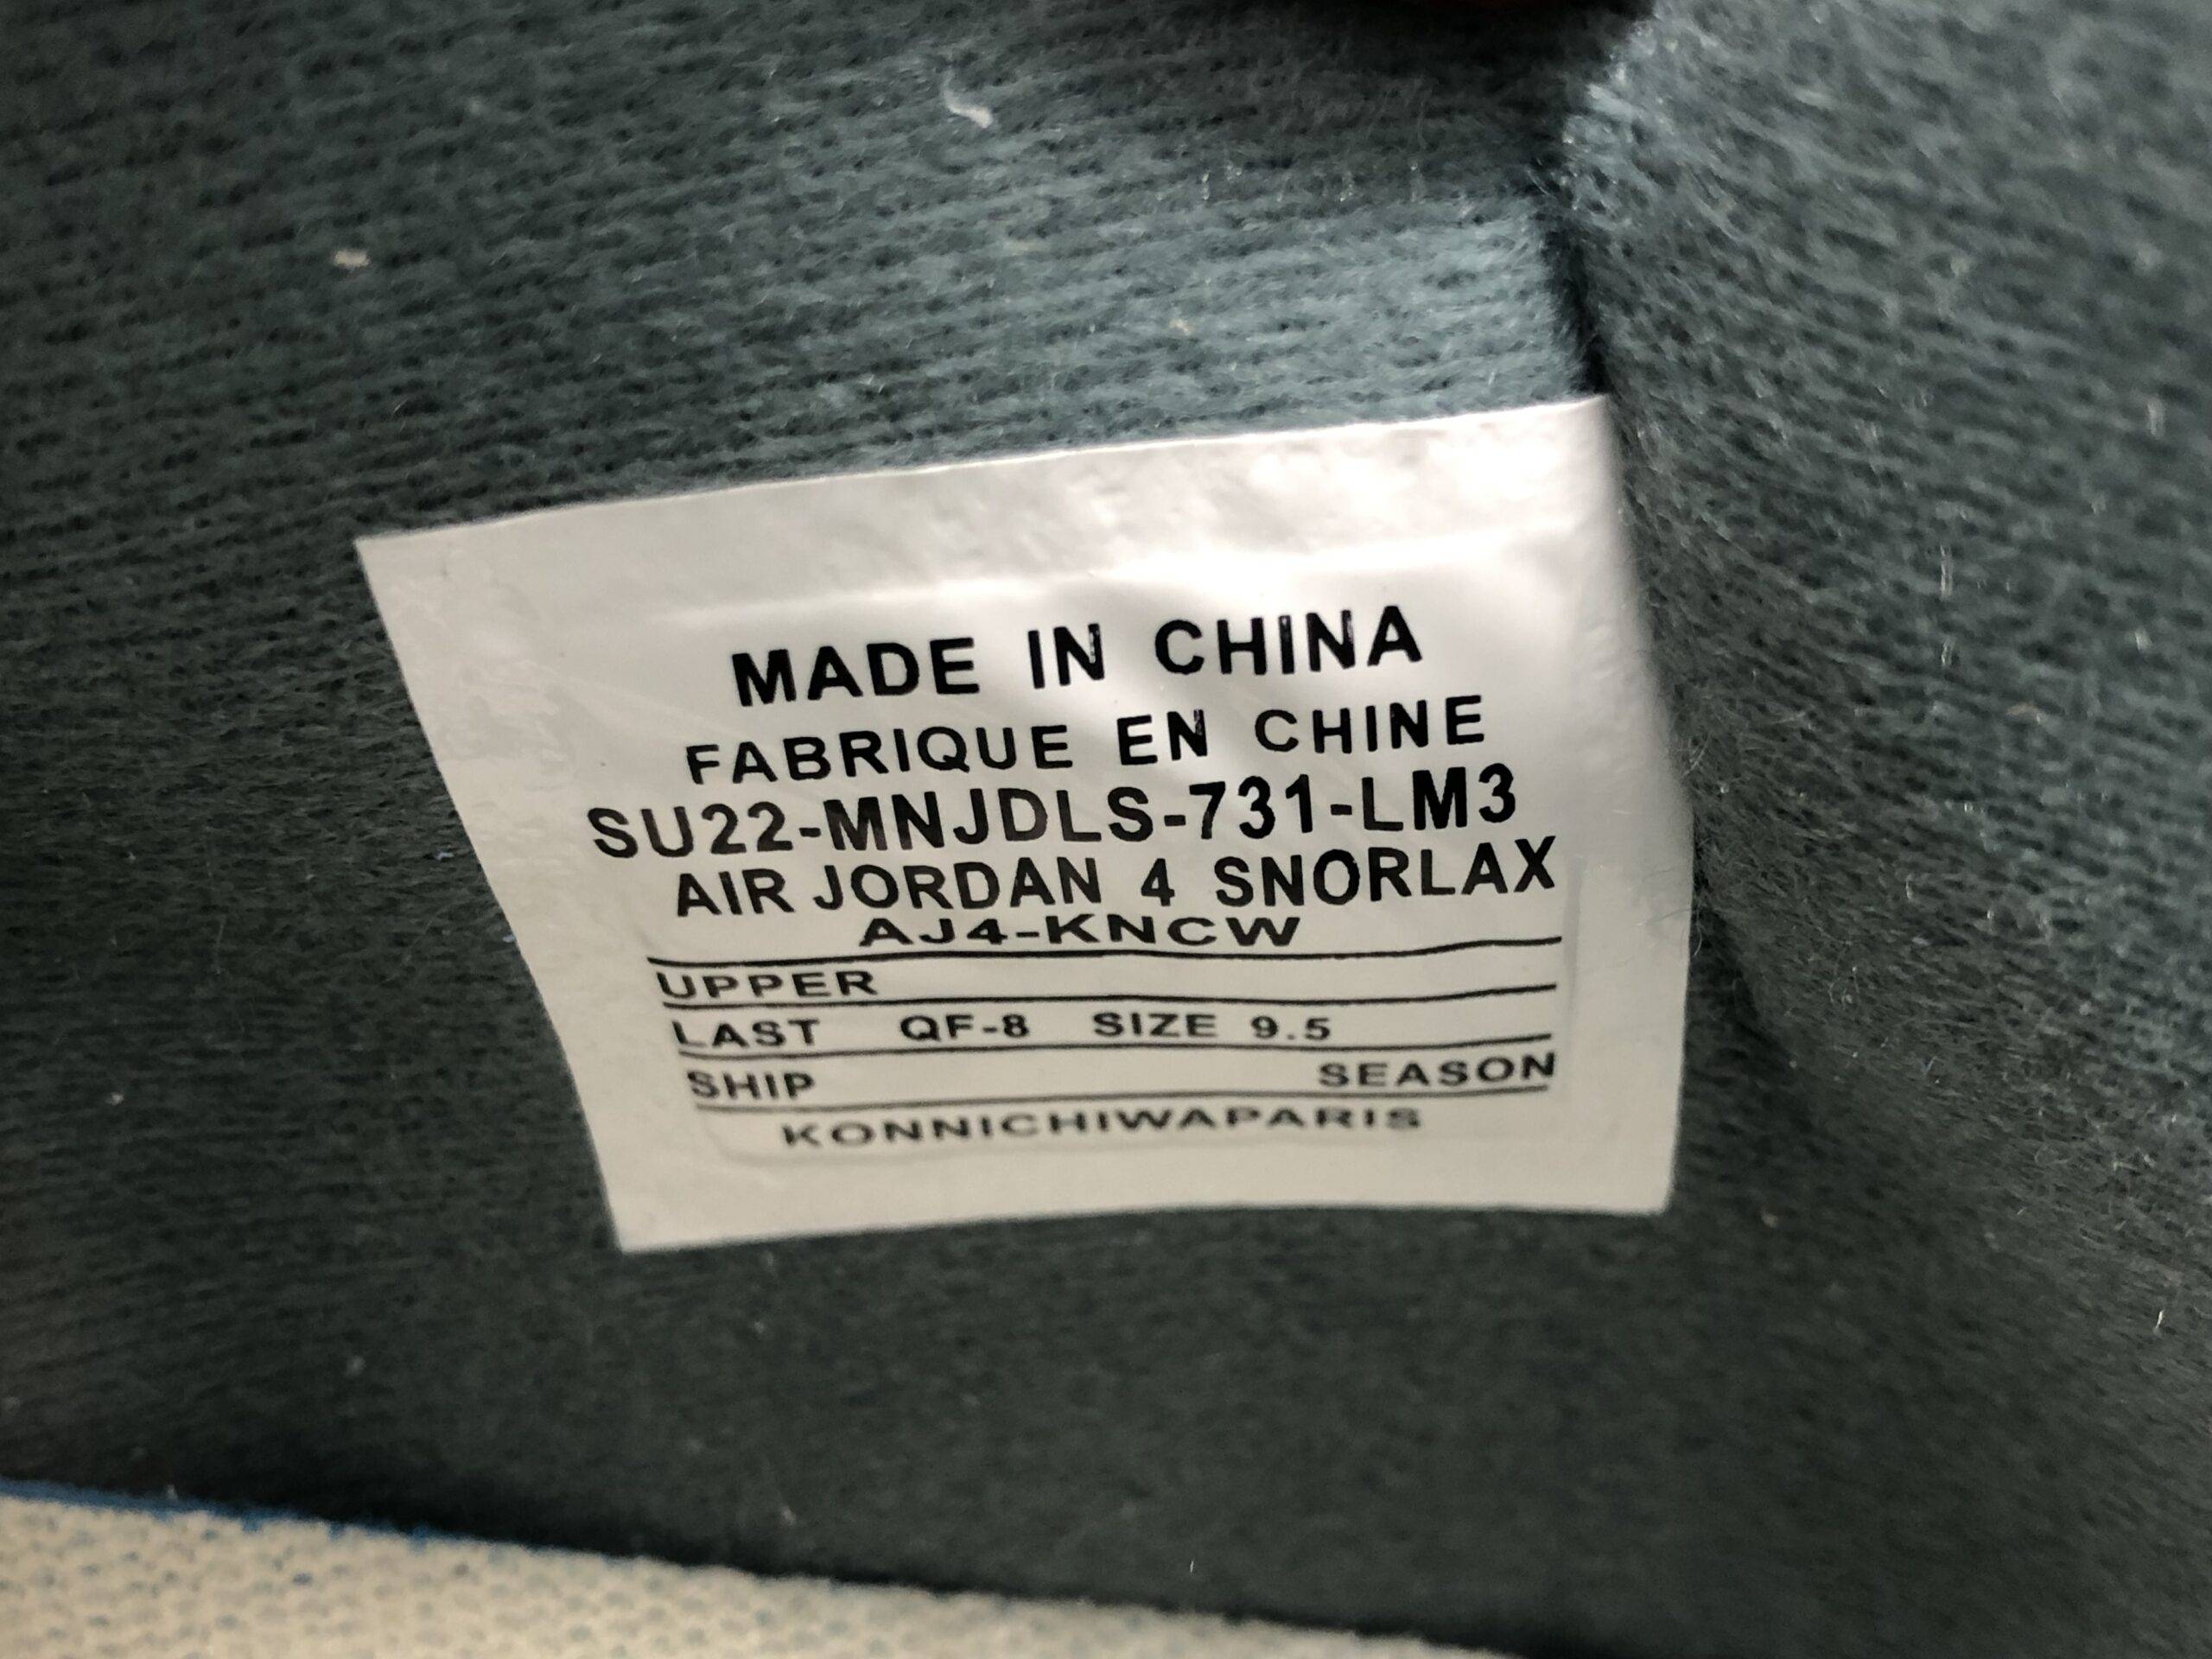 MADE IN CHINA
FABRIQUE EN CHINE
SU22-MNJDLS-731-LM3
AIR JORDAN 4 SNORLAX
AJ4-KNCW
UPPER
LAST QF-8 SIZE 9.5
SHIP SEASON
KONNICHIWAPARIS